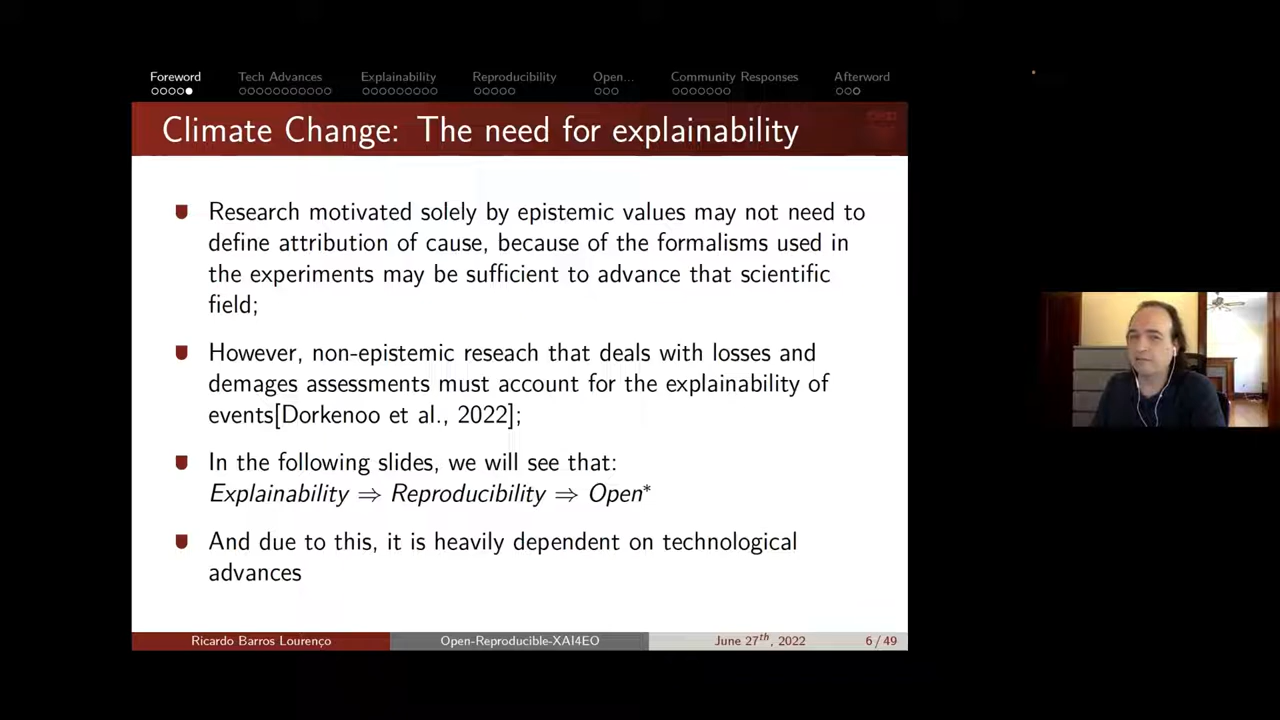 Foreword Tech Advances Explainability Reproducibility Open... Community Responses Afterword
Climate Change: The need for explainability
Research motivated solely by epistemic values may not need to
define attribution of cause, because of the formalisms used in
the experiments may be sufficient to advance that scientific
field;
However, non-epistemic reseach that deals with losses and
demages assessments must account for the explainability of
events[Dorkenoo et al., 2022];
In the following slides, we will see that:
Explainability ⇒ Reproducibility ⇒ Open*
And due to this, it is heavily dependent on technological
advances
Ricardo Barros Lourenço Open-Reproducible-XAI4EO June 27th, 2022 6 / 49